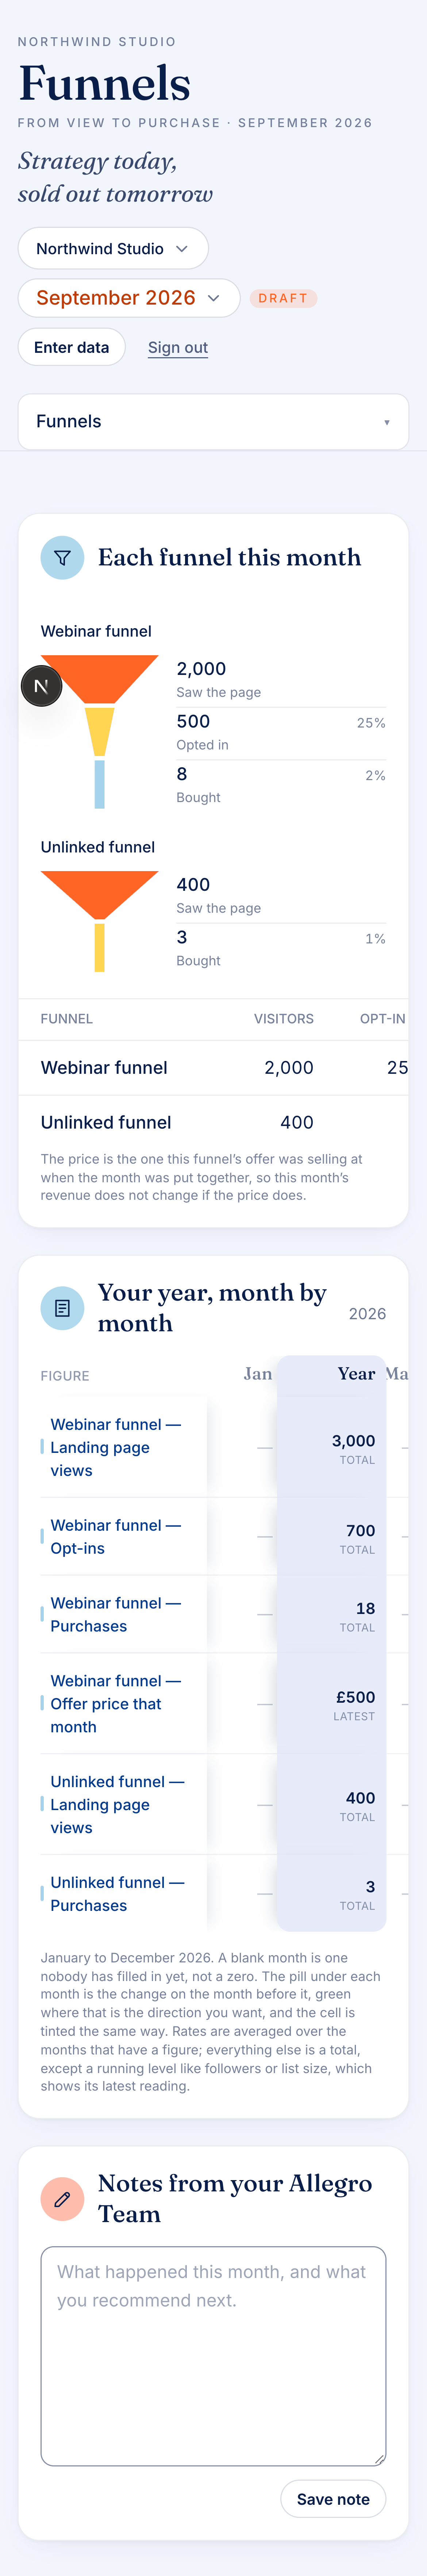 NORTHWIND STUDIO
Funnels
FROM VIEW TO PURCHASE · SEPTEMBER 2026
Strategy today,
sold out tomorrow
Northwind Studio
September 2026 DRAFT
Enter data Sign out
Funnels
Each funnel this month
Webinar funnel
N
2,000
Saw the page
500 25%
Opted in
8 2%
Bought
Unlinked funnel
400
Saw the page
3 1%
Bought
FUNNEL VISITORS OPT-IN
Webinar funnel 2,000 25
Unlinked funnel 400
The price is the one this funnel's offer was selling at
when the month was put together, so this month's
revenue does not change if the price does.
Your year, month by
month 2026
FIGURE Jan Year Ma
Webinar funnel —
Landing page
views
— 3,000 –
TOTAL
Webinar funnel —
Opt-ins
— 700 –
TOTAL
Webinar funnel —
Purchases
— 18 –
TOTAL
Webinar funnel —
Offer price that
month
— £500 –
LATEST
Unlinked funnel —
Landing page
views
— 400 –
TOTAL
Unlinked funnel —
Purchases
— 3 –
TOTAL
January to December 2026. A blank month is one
nobody has filled in yet, not a zero. The pill under each
month is the change on the month before it, green
where that is the direction you want, and the cell is
tinted the same way. Rates are averaged over the
months that have a figure; everything else is a total,
except a running level like followers or list size, which
shows its latest reading.
Notes from your Allegro
Team
What happened this month, and what
you recommend next.
Save note